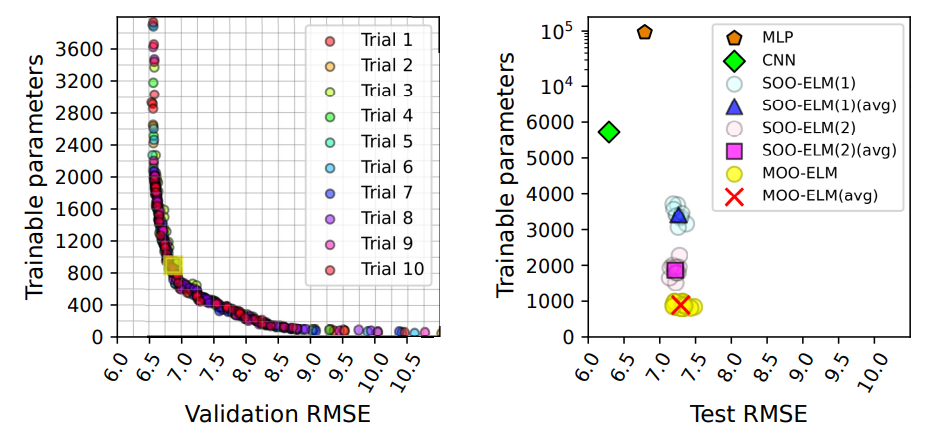 Trainable parameters
3600
3200
2800
2400
2000
1600
1200
800
400
0
6.0
6.5
7.0
7.5
8.0
8.5
9.0
9.5
10.0
10.5
Validation RMSE
Trial 1
Trial 2
Trial 3
Trial 4
Trial 5
Trial 6
Trial 7
Trial 8
Trial 9
Trial 10
Trainable parameters
10⁵
10⁴
6000
5000
4000
3000
2000
1000
0
6.0
6.5
7.0
7.5
8.0
8.5
9.0
9.5
10.0
Test RMSE
MLP
CNN
SOO-ELM(1)
SOO-ELM(1)(avg)
SOO-ELM(2)
SOO-ELM(2)(avg)
MOO-ELM
MOO-ELM(avg)